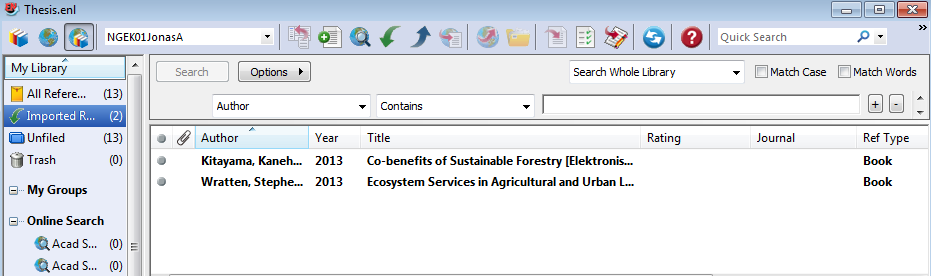 Thesis.enl
NGEK01JonasA
Quick Search
»
My Library
All Refere... (13)
Imported R... (2)
Unfiled (13)
Trash (0)
My Groups
Online Search
Acad S... (0)
Acad S... (0)
Search Options Search Whole Library Match Case Match Words
Author Contains + -
Author Year Title Rating Journal Ref Type
Kitayama, Kaneh... 2013 Co-benefits of Sustainable Forestry [Elektronis... Book
Wratten, Stephe... 2013 Ecosystem Services in Agricultural and Urban L... Book